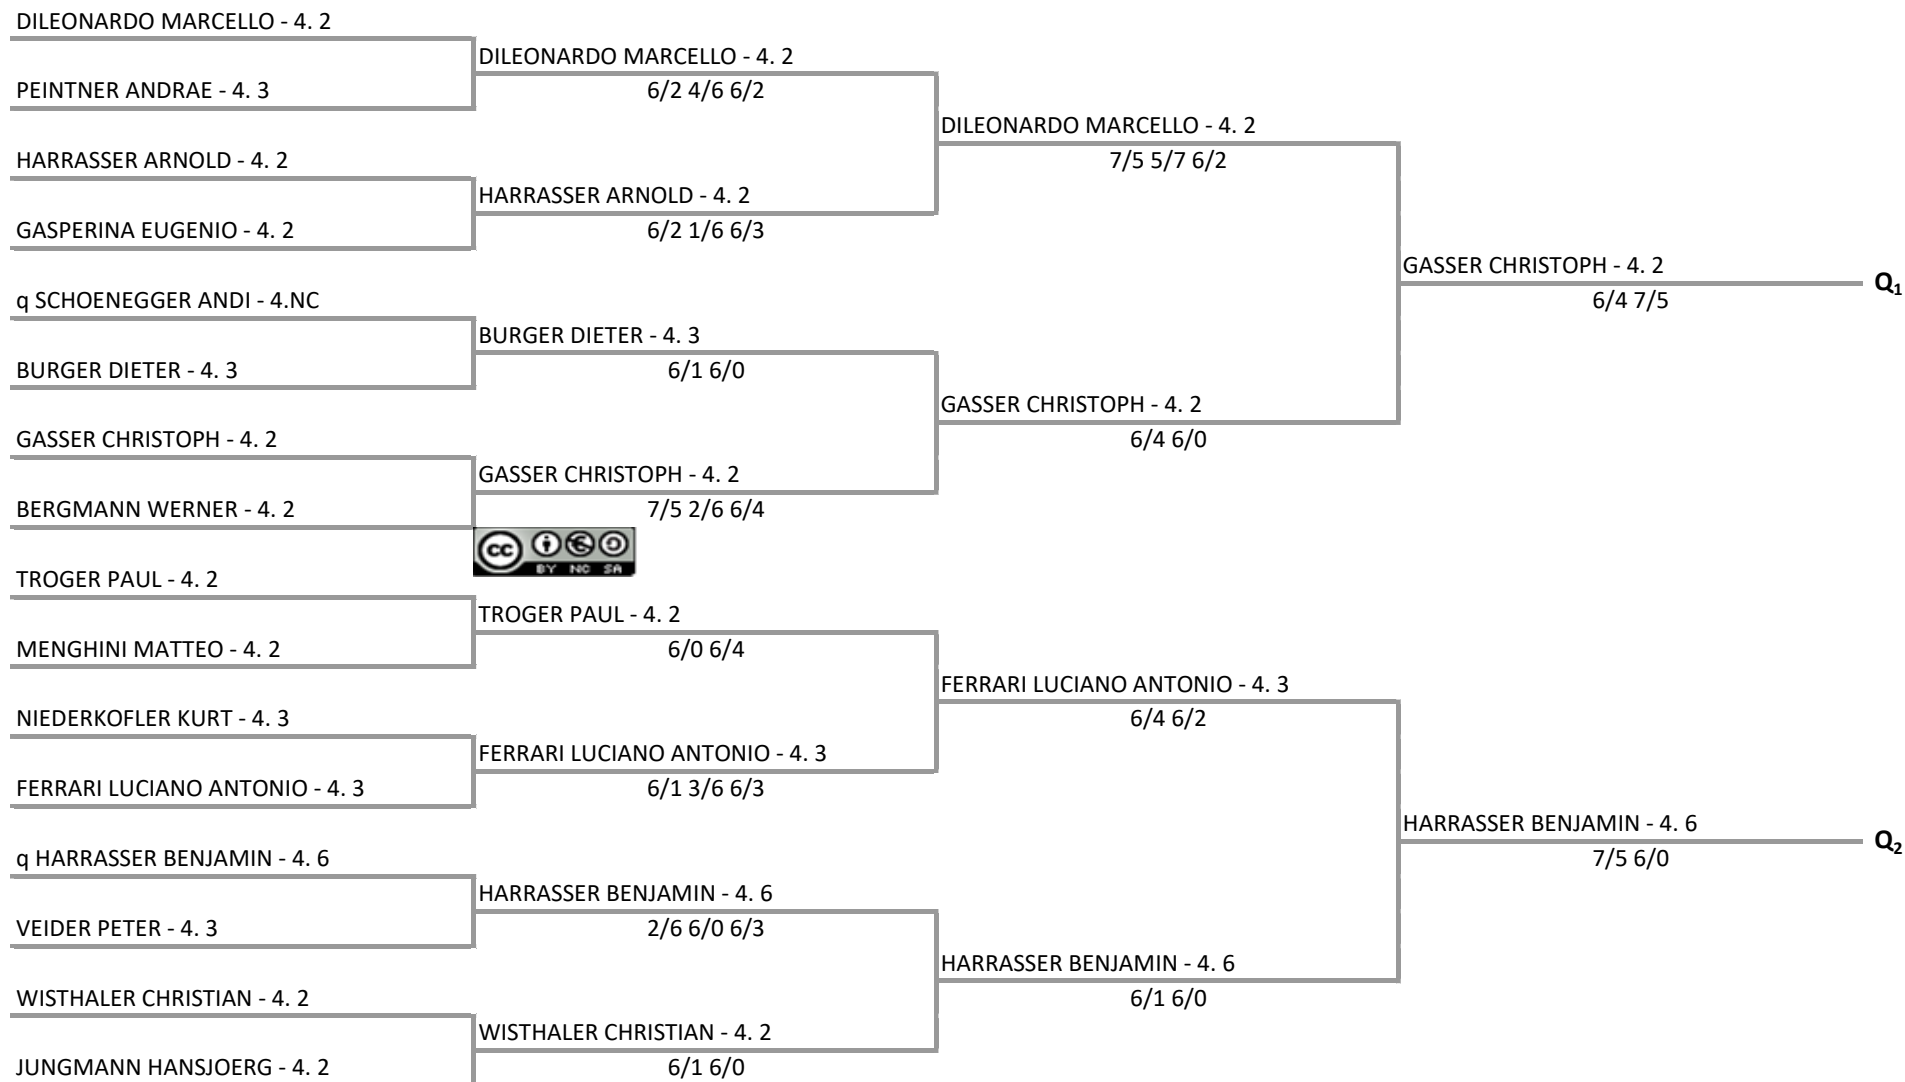 DILEONARDO MARCELLO - 4. 2
DILEONARDO MARCELLO - 4. 2
PEINTNER ANDRAE - 4. 3
6/2 4/6 6/2
DILEONARDO MARCELLO - 4. 2
HARRASSER ARNOLD - 4. 2
7/5 5/7 6/2
HARRASSER ARNOLD - 4. 2
GASPERINA EUGENIO - 4. 2
6/2 1/6 6/3
GASSER CHRISTOPH - 4. 2
Q1
q SCHOENEGGER ANDI - 4.NC
6/4 7/5
BURGER DIETER - 4. 3
BURGER DIETER - 4. 3
6/1 6/0
GASSER CHRISTOPH - 4. 2
GASSER CHRISTOPH - 4. 2
6/4 6/0
GASSER CHRISTOPH - 4. 2
BERGMANN WERNER - 4. 2
7/5 2/6 6/4
cc
BY NC SA
TROGER PAUL - 4. 2
TROGER PAUL - 4. 2
MENGHINI MATTEO - 4. 2
6/0 6/4
FERRARI LUCIANO ANTONIO - 4. 3
NIEDERKOFLER KURT - 4. 3
6/4 6/2
FERRARI LUCIANO ANTONIO - 4. 3
FERRARI LUCIANO ANTONIO - 4. 3
6/1 3/6 6/3
HARRASSER BENJAMIN - 4. 6
Q2
q HARRASSER BENJAMIN - 4. 6
7/5 6/0
HARRASSER BENJAMIN - 4. 6
VEIDER PETER - 4. 3
2/6 6/0 6/3
HARRASSER BENJAMIN - 4. 6
WISTHALER CHRISTIAN - 4. 2
6/1 6/0
WISTHALER CHRISTIAN - 4. 2
JUNGMANN HANSJOERG - 4. 2
6/1 6/0